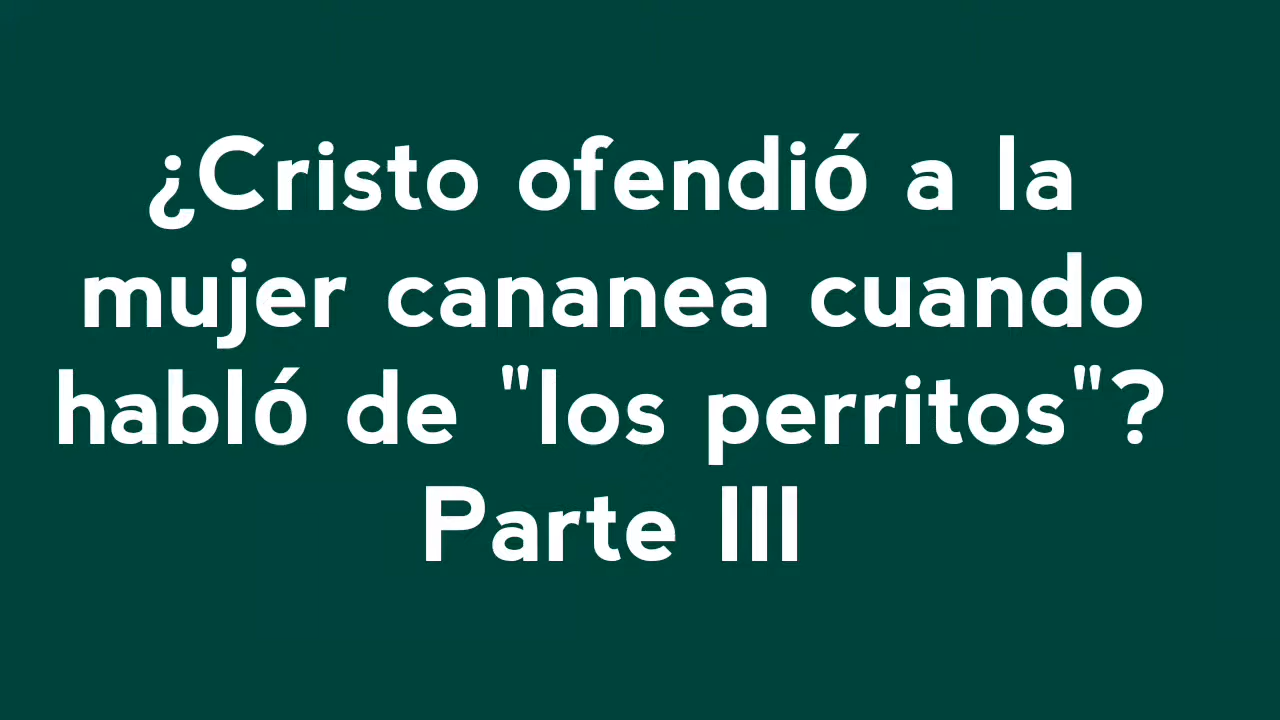 ¿Cristo ofendió a la
mujer cananea cuando
habló de "los perritos"?
Parte III